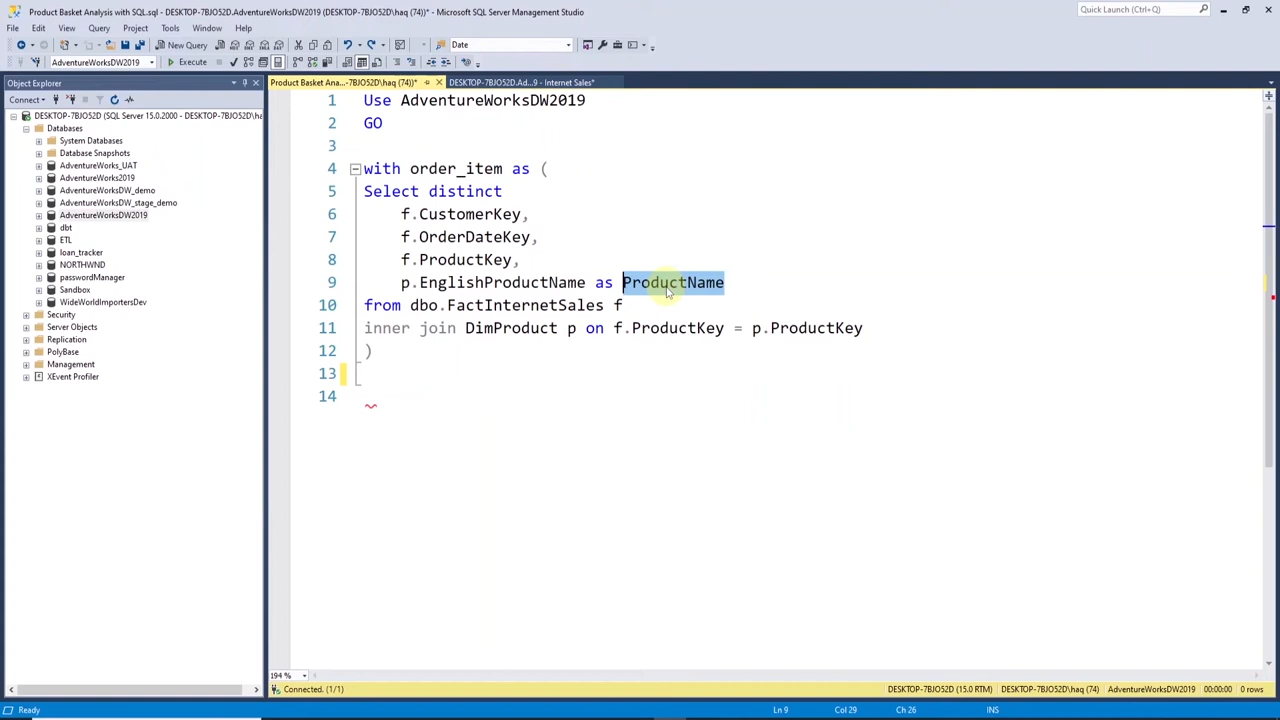 Product Basket Analysis with SQL.sql - DESKTOP-7BJO52D.AdventureWorksDW2019 (DESKTOP-7BJO52D\haq (74))* - Microsoft SQL Server Management Studio
Quick Launch (Ctrl+Q)
File Edit View Query Project Tools Window Help
New Query Date
AdventureWorksDW2019 Execute
Object Explorer
Product Basket Ana...-7BJO52D\haq (74))* DESKTOP-7BJO52D.Ad...9 - Internet Sales*
Connect
DESKTOP-7BJO52D (SQL Server 15.0.2000 - DESKTOP-7BJO52D\ha
Databases
System Databases
Database Snapshots
AdventureWorks_UAT
AdventureWorks2019
AdventureWorksDW_demo
AdventureWorksDW_stage_demo
AdventureWorksDW2019
dbt
ETL
loan_tracker
NORTHWND
passwordManager
Sandbox
WideWorldImportersDev
Security
Server Objects
Replication
PolyBase
Management
XEvent Profiler
1 Use AdventureWorksDW2019
2 GO
3
4 with order_item as (
5 Select distinct
6 f.CustomerKey,
7 f.OrderDateKey,
8 f.ProductKey,
9 p.EnglishProductName as ProductName
10 from dbo.FactInternetSales f
11 inner join DimProduct p on f.ProductKey = p.ProductKey
12 )
13
14
194 %
Connected. (1/1) DESKTOP-7BJO52D (15.0 RTM) DESKTOP-7BJO52D\haq (74) AdventureWorksDW2019 00:00:00 0 rows
Ready Ln 9 Col 29 Ch 26 INS